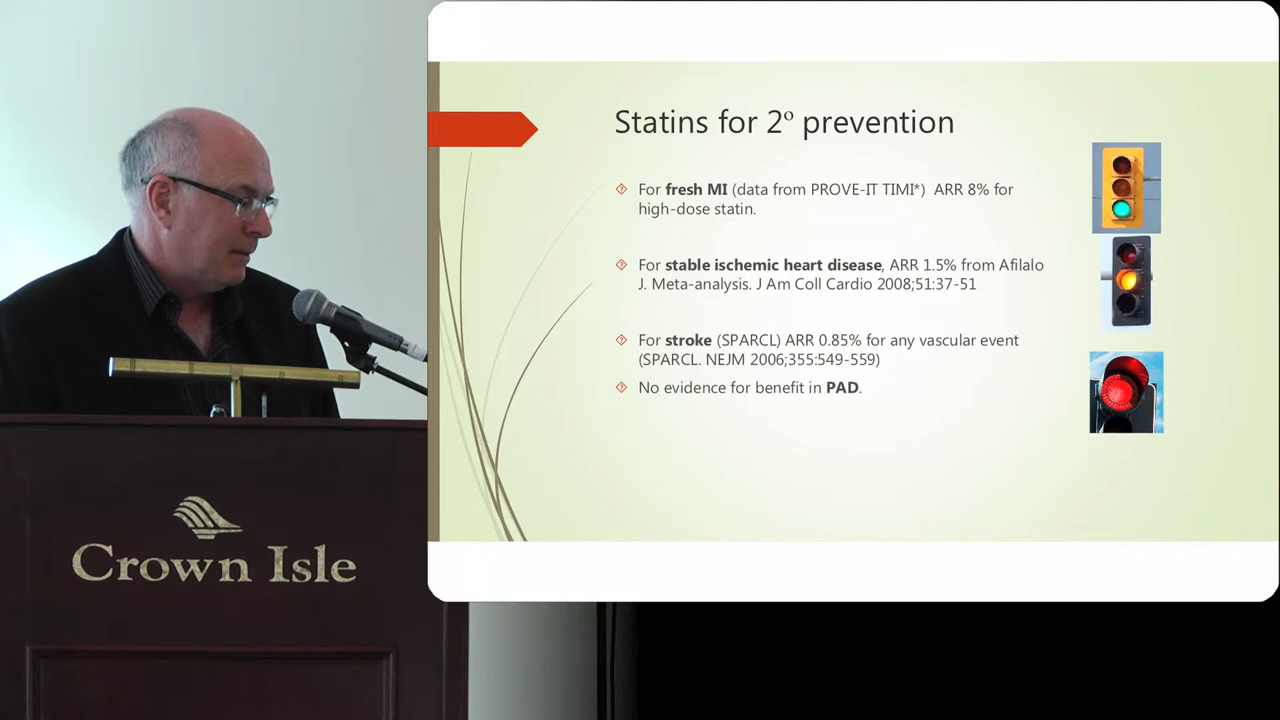 Statins for 2º prevention
For fresh MI (data from PROVE-IT TIMI*) ARR 8% for
high-dose statin.
For stable ischemic heart disease, ARR 1.5% from Afilalo
J. Meta-analysis. J Am Coll Cardio 2008;51:37-51
For stroke (SPARCL) ARR 0.85% for any vascular event
(SPARCL. NEJM 2006;355:549-559)
No evidence for benefit in PAD.
Crown Isle